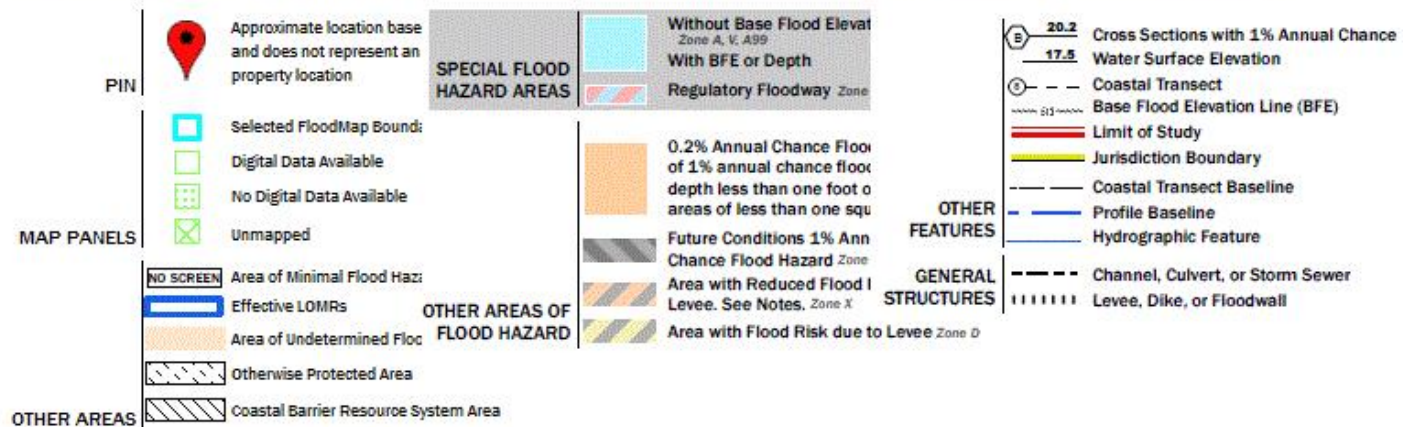 PIN
Approximate location base
and does not represent an
property location
MAP PANELS
Selected FloodMap Bounda
Digital Data Available
No Digital Data Available
Unmapped
OTHER AREAS
NO SCREEN Area of Minimal Flood Haza
Effective LOMRs
Area of Undetermined Floo
Otherwise Protected Area
Coastal Barrier Resource System Area
SPECIAL FLOOD
HAZARD AREAS
Without Base Flood Elevat
Zone A, V, A99
With BFE or Depth
Regulatory Floodway Zone
OTHER AREAS OF
FLOOD HAZARD
0.2% Annual Chance Floo
of 1% annual chance flood
depth less than one foot o
areas of less than one squ
Future Conditions 1% Ann
Chance Flood Hazard Zone
Area with Reduced Flood
Levee. See Notes. Zone X
Area with Flood Risk due to Levee Zone D
OTHER
FEATURES
B 20.2 Cross Sections with 1% Annual Chance
17.5 Water Surface Elevation
8 Coastal Transect
513 Base Flood Elevation Line (BFE)
Limit of Study
Jurisdiction Boundary
Coastal Transect Baseline
Profile Baseline
Hydrographic Feature
GENERAL
STRUCTURES
Channel, Culvert, or Storm Sewer
Levee, Dike, or Floodwall